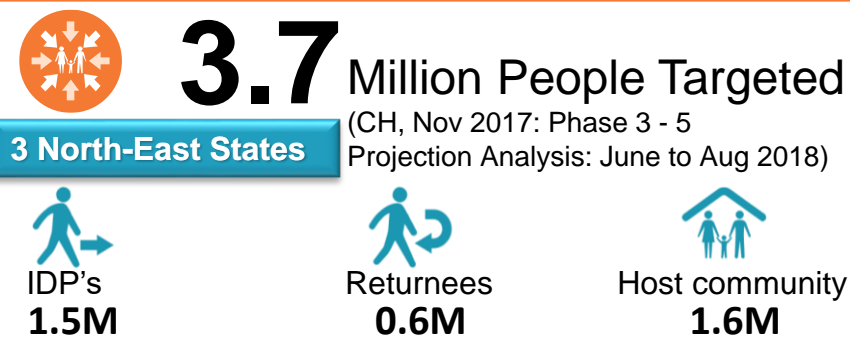 3.7 Million People Targeted
(CH, Nov 2017: Phase 3 - 5
3 North-East States
Projection Analysis: June to Aug 2018)
IDP's
Returnees
Host community
1.5M
0.6M
1.6M